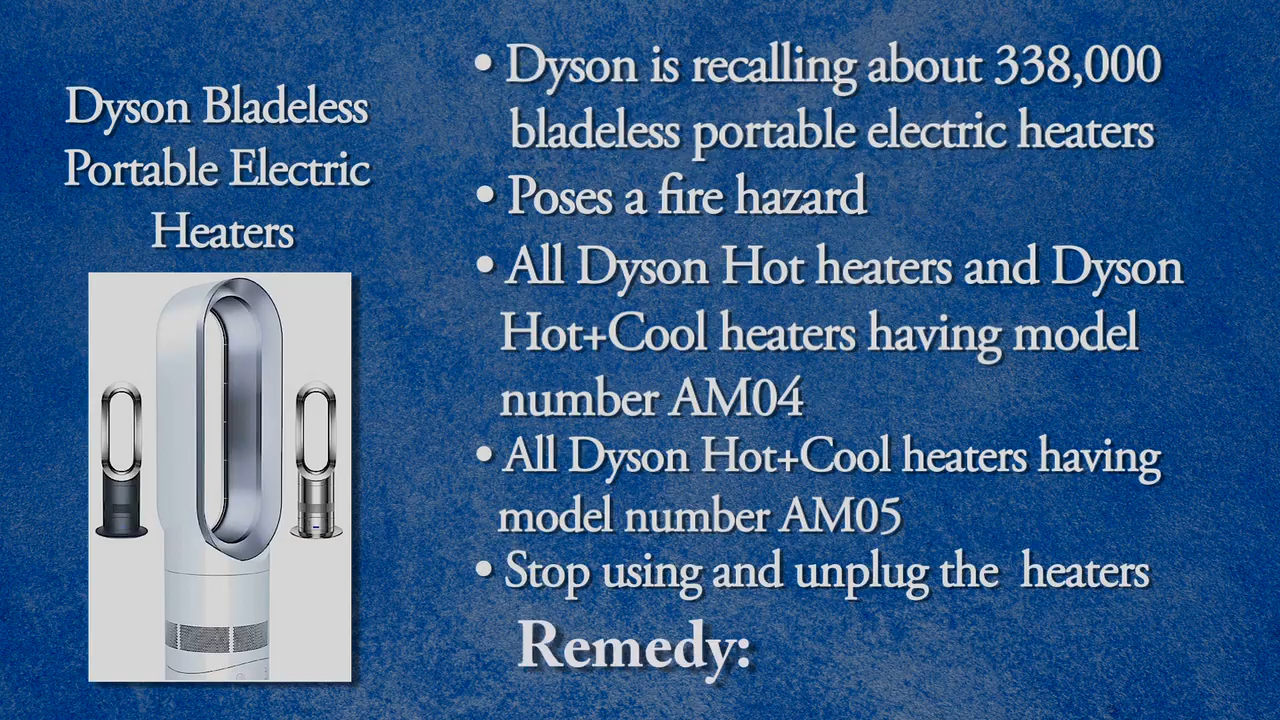 Dyson Bladeless
Portable Electric
Heaters
• Dyson is recalling about 338,000
bladeless portable electric heaters
• Poses a fire hazard
• All Dyson Hot heaters and Dyson
Hot+Cool heaters having model
number AM04
• All Dyson Hot+Cool heaters having
model number AM05
• Stop using and unplug the heaters
Remedy: